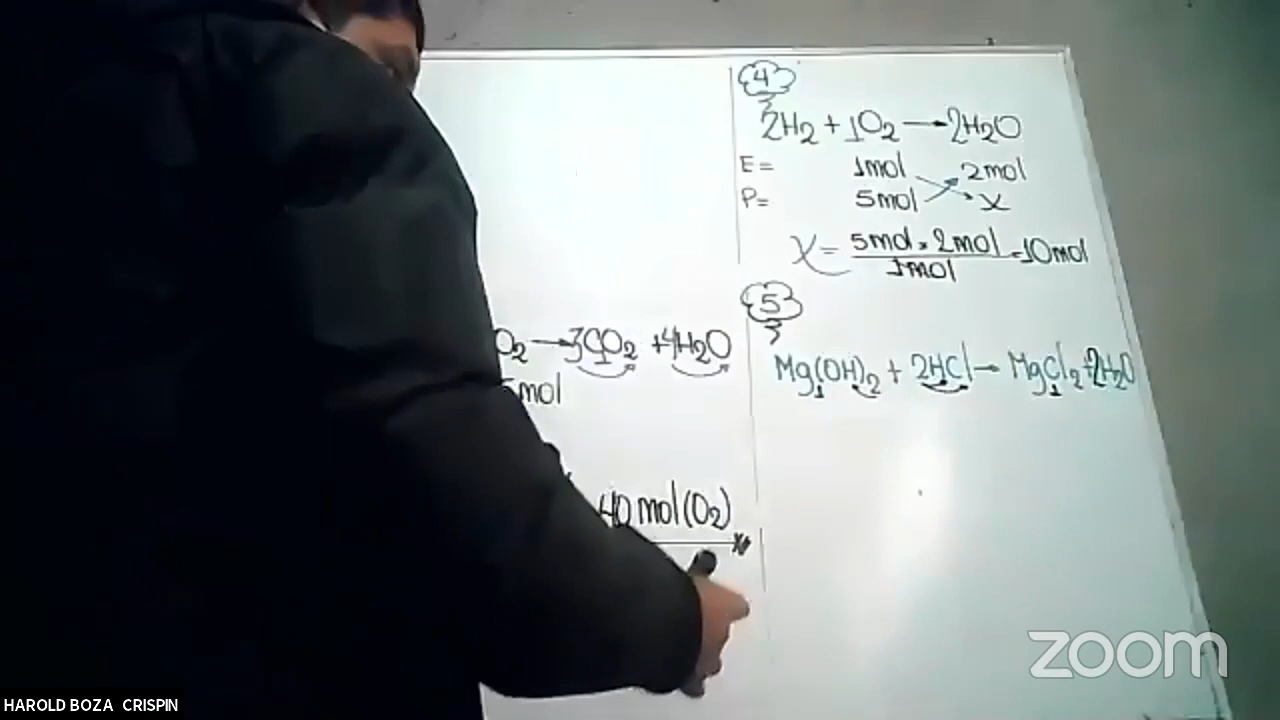 O₂ → 3CO₂ + 4H₂O
5mol
40 mol(O₂)
4
2H₂ + 1O₂ → 2H₂O
E = 1mol 2mol
P = 5mol X
X = 5mol × 2mol / 1mol = 10mol
5
Mg(OH)₂ + 2HCl → MgCl₂ + 2H₂O
zoom
HAROLD BOZA CRISPIN